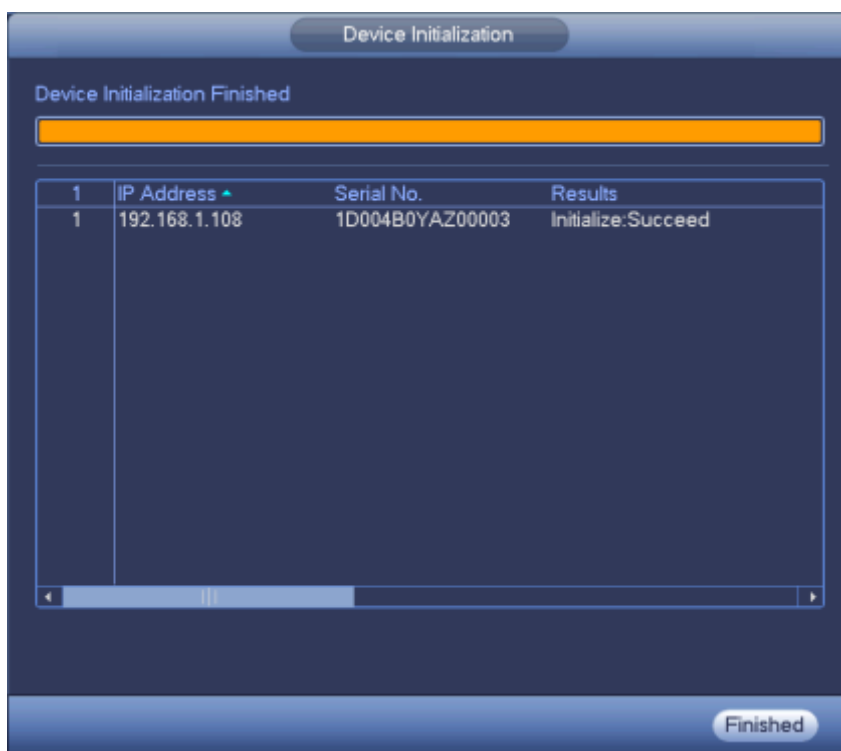 Device Initialization
Device Initialization Finished
1 IP Address Serial No. Results
1 192.168.1.108 1D004B0YAZ00003 Initialize:Succeed
Finished